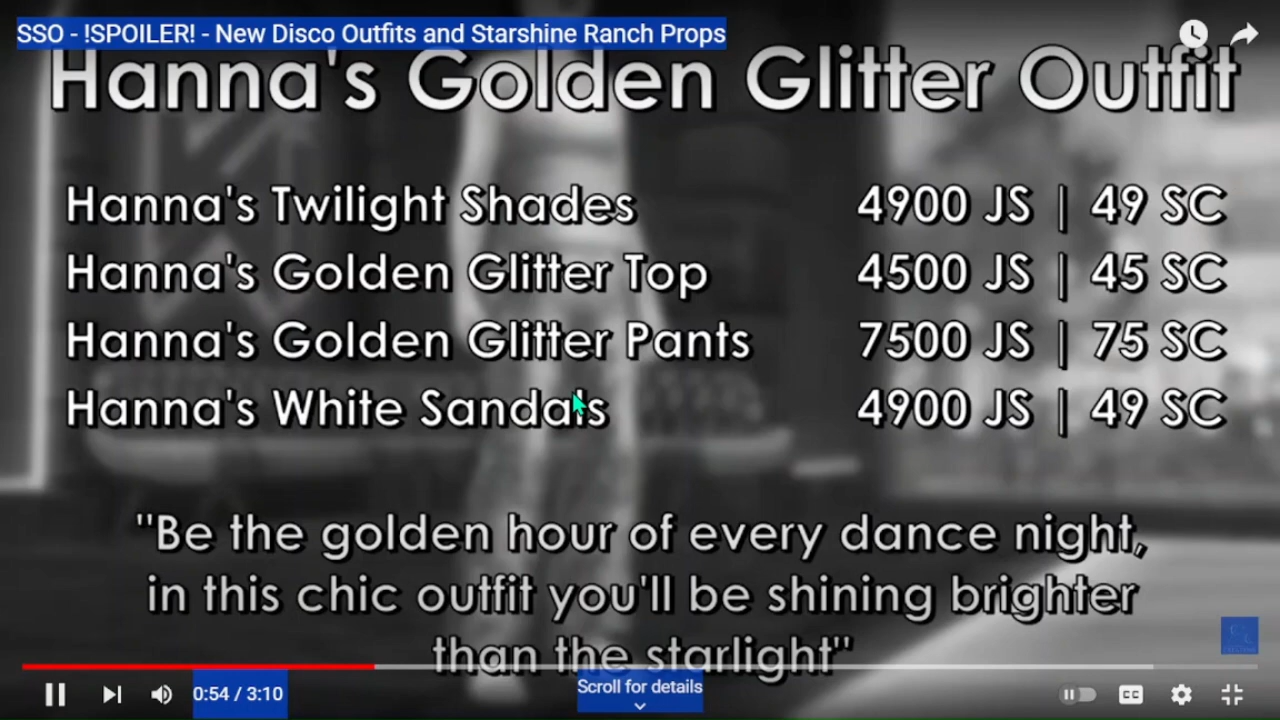 SSO - !SPOILER! - New Disco Outfits and Starshine Ranch Props
Hanna's Golden Glitter Outfit
Hanna's Twilight Shades 4900 JS | 49 SC
Hanna's Golden Glitter Top 4500 JS | 45 SC
Hanna's Golden Glitter Pants 7500 JS | 75 SC
Hanna's White Sandals 4900 JS | 49 SC
"Be the golden hour of every dance night,
in this chic outfit you'll be shining brighter
than the starlight"
0:54 / 3:10
Scroll for details
CC